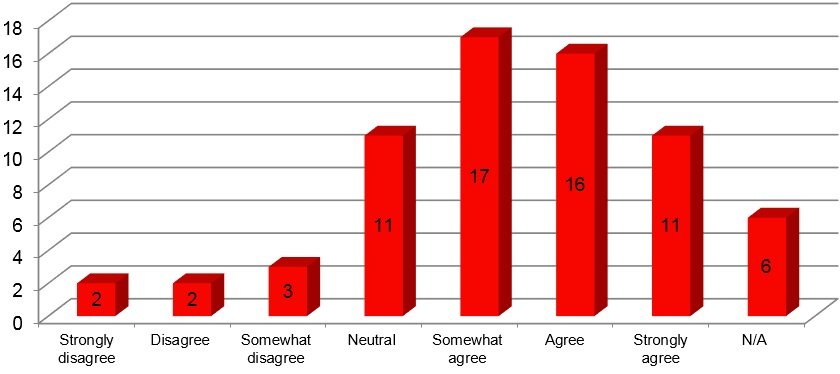 18
16
14
12
10
8
6
4
2
0
2
2
3
11
17
16
11
6
Strongly disagree
Disagree
Somewhat disagree
Neutral
Somewhat agree
Agree
Strongly agree
N/A